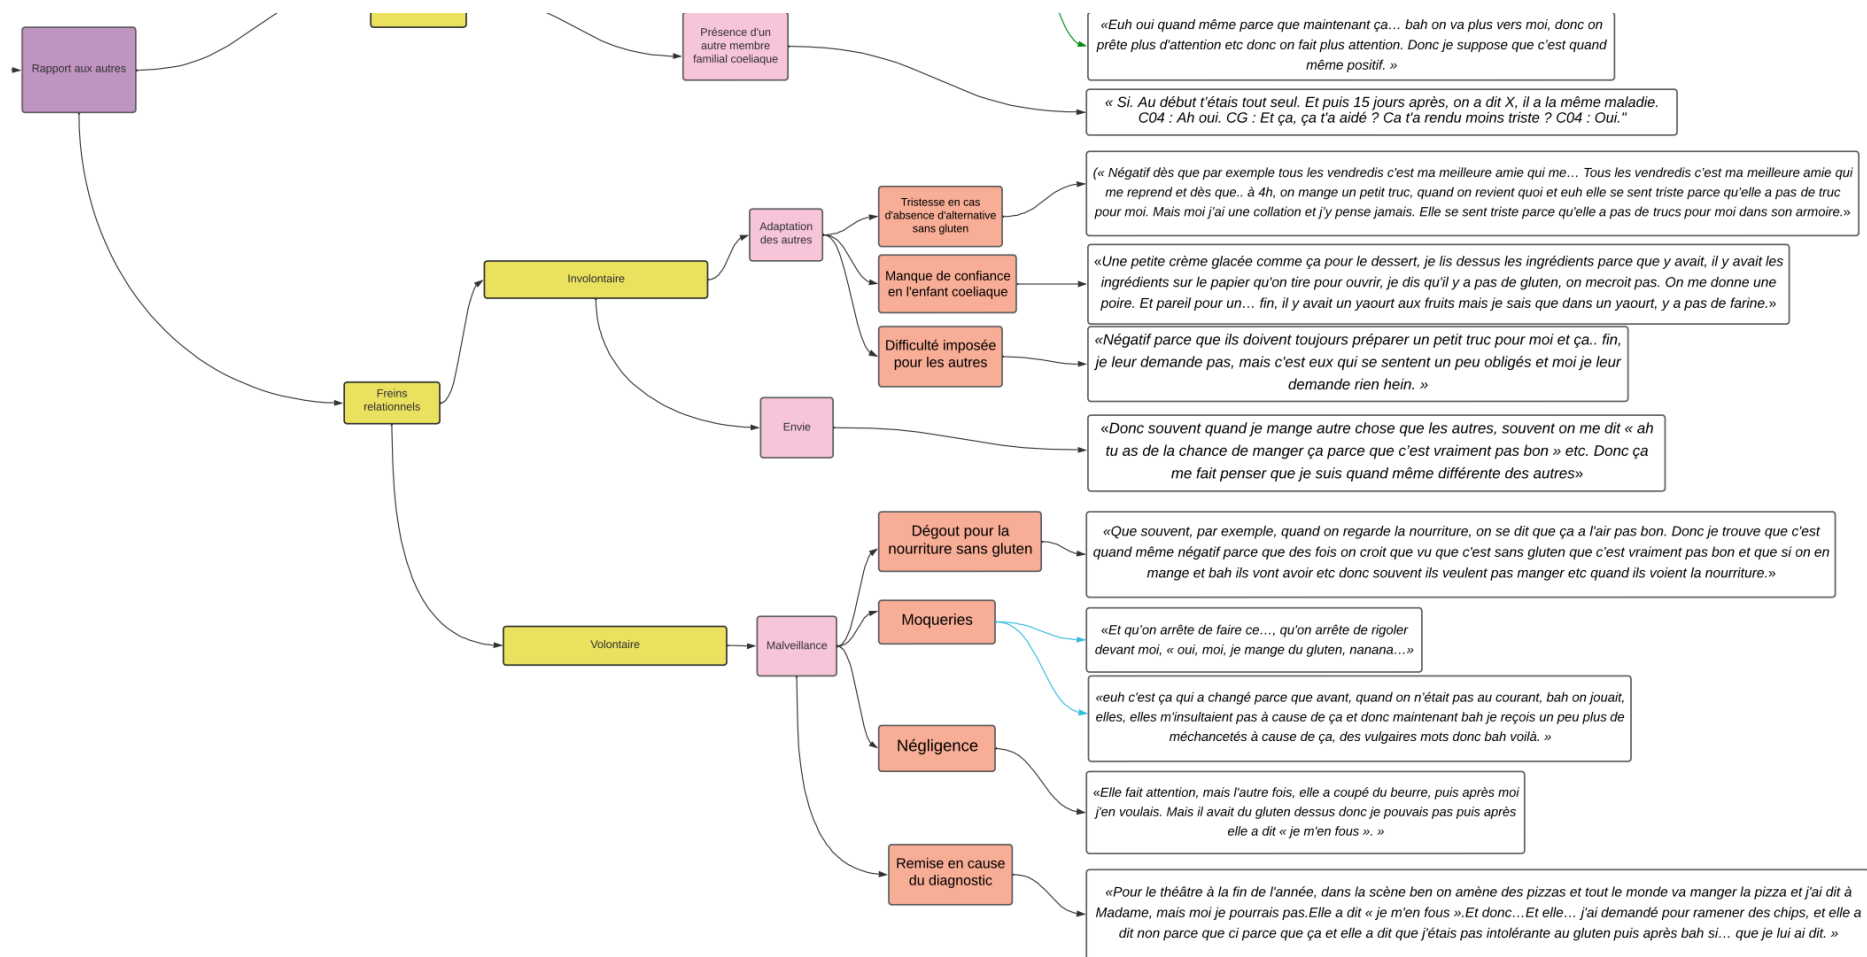 Rapport aux autres
Présence d'un
autre membre
familial coeliaque
«Euh oui quand même parce que maintenant ça… bah on va plus vers moi, donc on
prête plus d'attention etc donc on fait plus attention. Donc je suppose que c'est quand
même positif. »
« Si. Au début t'étais tout seul. Et puis 15 jours après, on a dit X, il a la même maladie.
C04 : Ah oui. CG : Et ça, ça t'a aidé ? Ca t'a rendu moins triste ? C04 : Oui."
Freins
relationnels
Involontaire
Adaptation
des autres
Tristesse en cas
d'absence d'alternative
sans gluten
(« Négatif dès que par exemple tous les vendredis c'est ma meilleure amie qui me… Tous les vendredis c'est ma meilleure amie qui
me reprend et dès que.. à 4h, on mange un petit truc, quand on revient quoi et euh elle se sent triste parce qu'elle a pas de truc
pour moi. Mais moi j'ai une collation et j'y pense jamais. Elle se sent triste parce qu'elle a pas de trucs pour moi dans son armoire.»
Manque de confiance
en l'enfant coeliaque
«Une petite crème glacée comme ça pour le dessert, je lis dessus les ingrédients parce que y avait, il y avait les
ingrédients sur le papier qu'on tire pour ouvrir, je dis qu'il y a pas de gluten, on mecroit pas. On me donne une
poire. Et pareil pour un… fin, il y avait un yaourt aux fruits mais je sais que dans un yaourt, y a pas de farine.»
Difficulté imposée
pour les autres
«Négatif parce que ils doivent toujours préparer un petit truc pour moi et ça.. fin,
je leur demande pas, mais c'est eux qui se sentent un peu obligés et moi je leur
demande rien hein. »
Envie
«Donc souvent quand je mange autre chose que les autres, souvent on me dit « ah
tu as de la chance de manger ça parce que c'est vraiment pas bon » etc. Donc ça
me fait penser que je suis quand même différente des autres»
Volontaire
Malveillance
Dégout pour la
nourriture sans gluten
«Que souvent, par exemple, quand on regarde la nourriture, on se dit que ça a l'air pas bon. Donc je trouve que c'est
quand même négatif parce que des fois on croit que vu que c'est sans gluten que c'est vraiment pas bon et que si on en
mange et bah ils vont avoir etc donc souvent ils veulent pas manger etc quand ils voient la nourriture.»
Moqueries
«Et qu'on arrête de faire ce…, qu'on arrête de rigoler
devant moi, « oui, moi, je mange du gluten, nanana…»
«euh c'est ça qui a changé parce que avant, quand on n'était pas au courant, bah on jouait,
elles, elles m'insultaient pas à cause de ça et donc maintenant bah je reçois un peu plus de
méchancetés à cause de ça, des vulgaires mots donc bah voilà. »
Négligence
«Elle fait attention, mais l'autre fois, elle a coupé du beurre, puis après moi
j'en voulais. Mais il avait du gluten dessus donc je pouvais pas puis après
elle a dit « je m'en fous ». »
Remise en cause
du diagnostic
«Pour le théâtre à la fin de l'année, dans la scène ben on amène des pizzas et tout le monde va manger la pizza et j'ai dit à
Madame, mais moi je pourrais pas.Elle a dit « je m'en fous ».Et donc…Et elle… j'ai demandé pour ramener des chips, et elle a
dit non parce que ci parce que ça et elle a dit que j'étais pas intolérante au gluten puis après bah si… que je lui ai dit. »